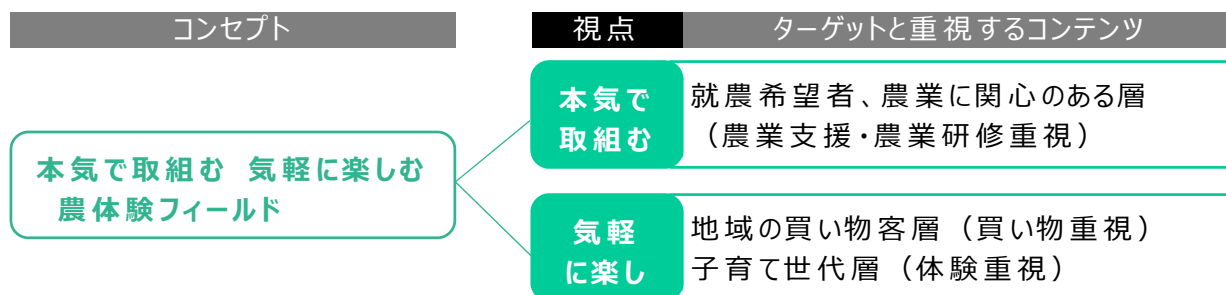 コンセプト
視点
ターゲットと重視するコンテンツ
本気で取組む 気軽に楽しむ
農体験フィールド
本気で
取組む
就農希望者、農業に関心のある層
（農業支援・農業研修重視）
気軽
に楽し
地域の買い物客層（買い物重視）
子育て世代層（体験重視）